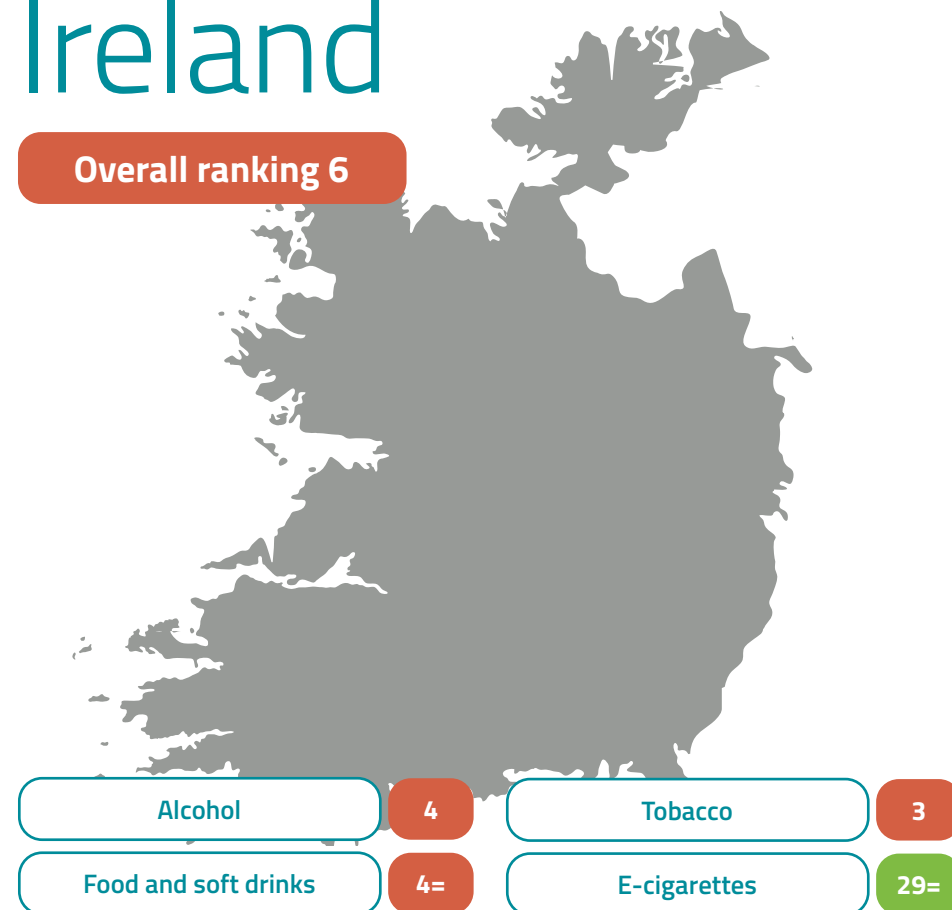 Ireland
Overall ranking 6
Alcohol 4 Tobacco 3
Food and soft drinks 4= E-cigarettes 29=